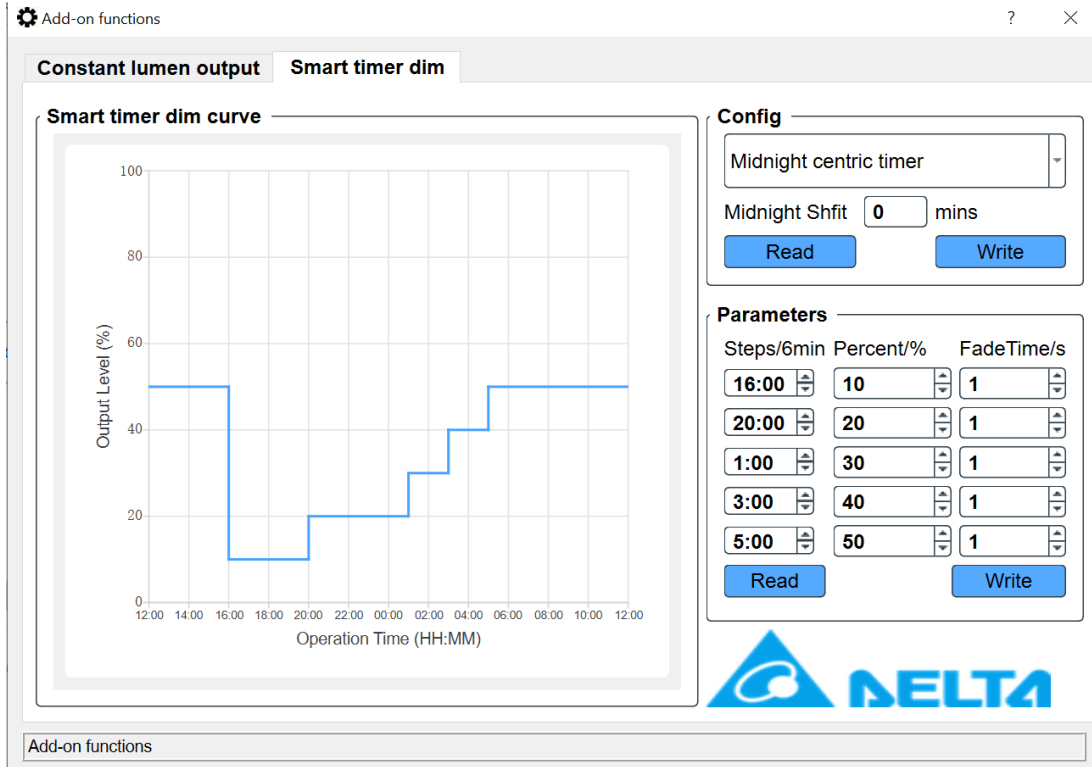 Add-on functions
?
Constant lumen output
Smart timer dim
Smart timer dim curve
100
80
60
40
20
0
Output Level (%)
12:00 14:00 16:00 18:00 20:00 22:00 00:00 02:00 04:00 06:00 08:00 10:00 12:00
Operation Time (HH:MM)
Config
Midnight centric timer
Midnight Shfit 0 mins
Read Write
Parameters
Steps/6min Percent/% FadeTime/s
16:00 10 1
20:00 20 1
1:00 30 1
3:00 40 1
5:00 50 1
Read Write
DELTA
Add-on functions